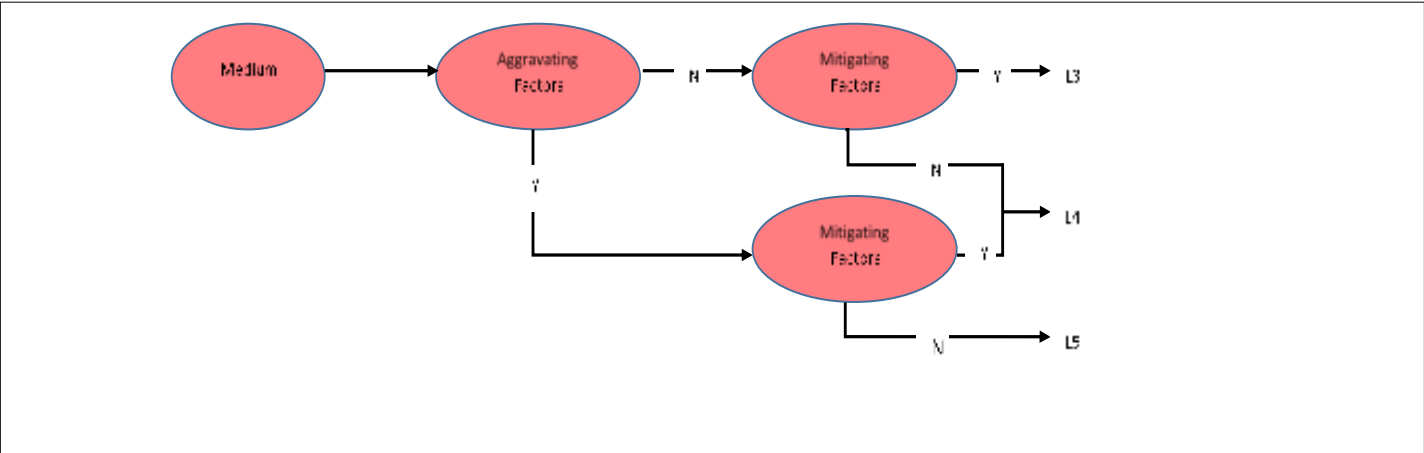 Medium
Aggravating
Factors
N
Mitigating
Factors
Y
L3
N
Y
L4
Mitigating
Factors
Y
N
L5